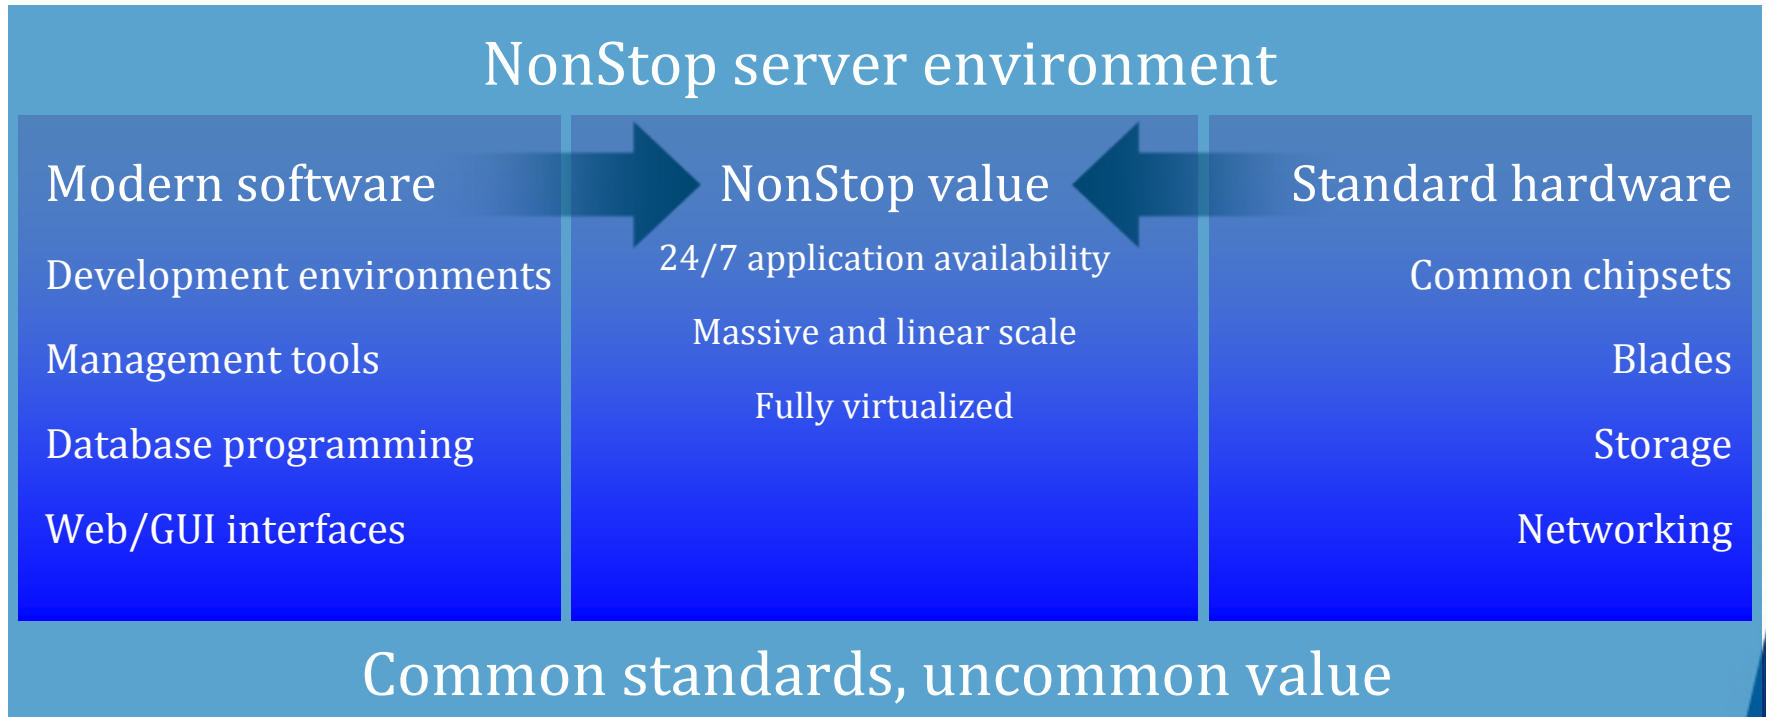 NonStop server environment
Modern software
Development environments
Management tools
Database programming
Web/GUI interfaces
NonStop value
24/7 application availability
Massive and linear scale
Fully virtualized
Standard hardware
Common chipsets
Blades
Storage
Networking
Common standards, uncommon value